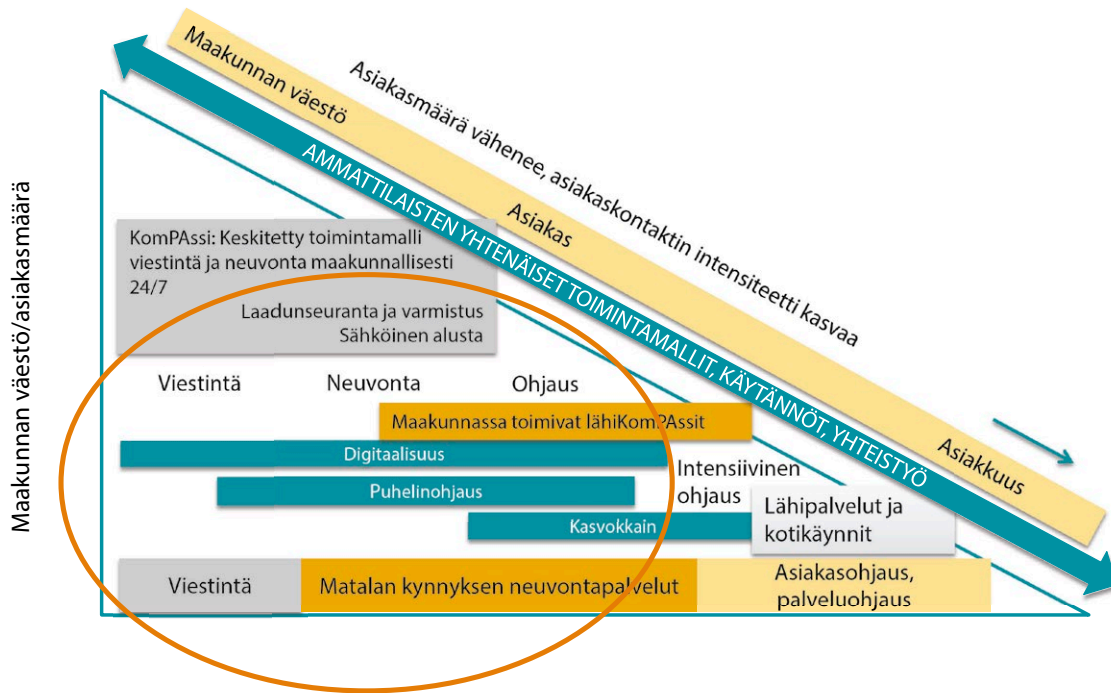 Maakunnan väestö/asiakasmäärä
Maakunnan väestö
Asiakas
Asiakkuus
Asiakasmäärä vähenee, asiakaskontaktin intensiteetti kasvaa
AMMATTILAISTEN YHTENÄISET TOIMINTAMALLIT, KÄYTÄNNÖT, YHTEISTYÖ
KomPAssi: Keskitetty toimintamalli
viestintä ja neuvonta maakunnallisesti
24/7
Laadunseuranta ja varmistus
Sähköinen alusta
Viestintä
Neuvonta
Ohjaus
Maakunnassa toimivat lähiKomPAssit
Digitaalisuus
Puhelinohjaus
Kasvokkain
Intensiivinen
ohjaus
Lähipalvelut ja
kotikäynnit
Viestintä
Matalan kynnyksen neuvontapalvelut
Asiakasohjaus,
palveluohjaus